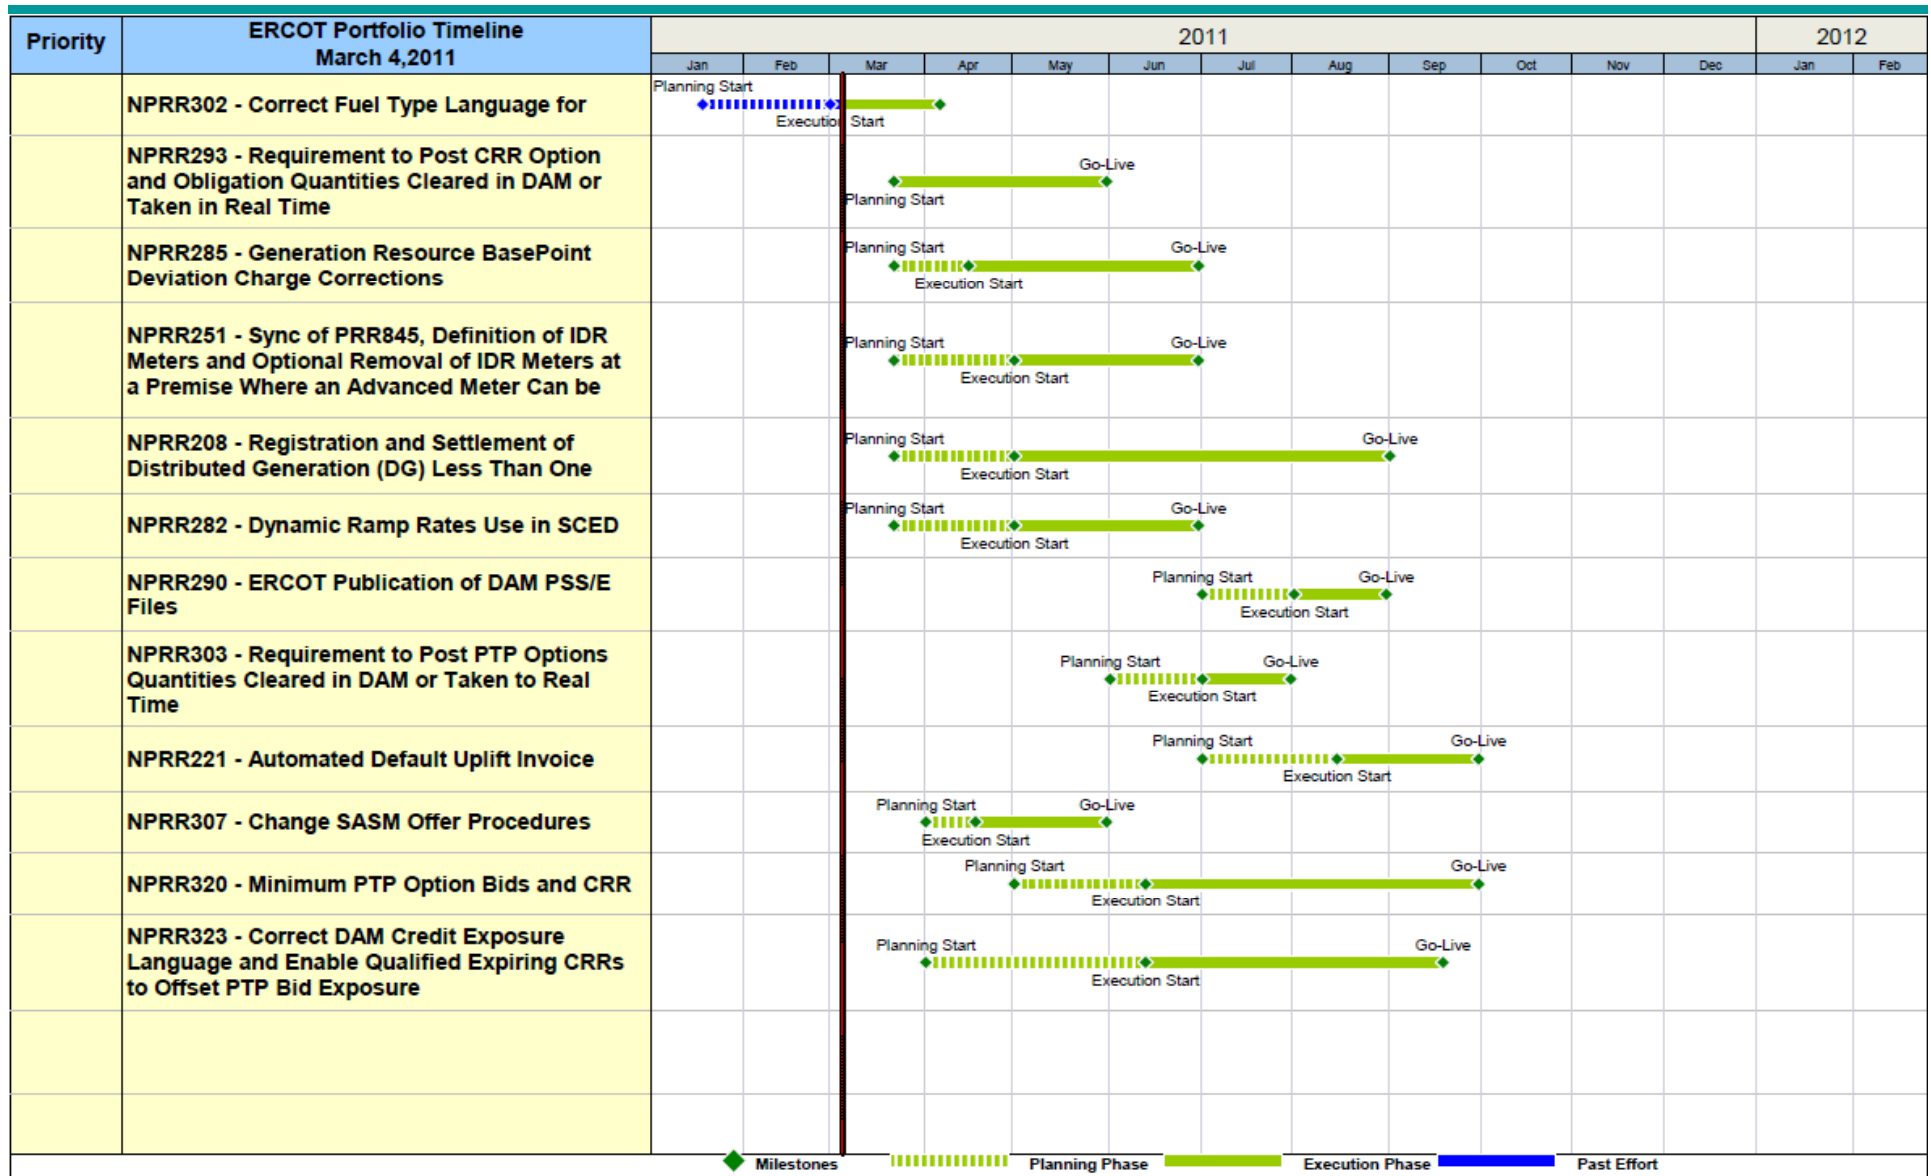 Priority
ERCOT Portfolio Timeline
March 4,2011
2011
2012
Jan Feb Mar Apr May Jun Jul Aug Sep Oct Nov Dec Jan Feb
NPRR302 - Correct Fuel Type Language for
Planning Start
Execution Start
NPRR293 - Requirement to Post CRR Option
and Obligation Quantities Cleared in DAM or
Taken in Real Time
Go-Live
Planning Start
NPRR285 - Generation Resource BasePoint
Deviation Charge Corrections
Planning Start Go-Live
Execution Start
NPRR251 - Sync of PRR845, Definition of IDR
Meters and Optional Removal of IDR Meters at
a Premise Where an Advanced Meter Can be
Planning Start Go-Live
Execution Start
NPRR208 - Registration and Settlement of
Distributed Generation (DG) Less Than One
Planning Start Go-Live
Execution Start
NPRR282 - Dynamic Ramp Rates Use in SCED
Planning Start Go-Live
Execution Start
NPRR290 - ERCOT Publication of DAM PSS/E
Files
Planning Start Go-Live
Execution Start
NPRR303 - Requirement to Post PTP Options
Quantities Cleared in DAM or Taken to Real
Time
Planning Start Go-Live
Execution Start
NPRR221 - Automated Default Uplift Invoice
Planning Start Go-Live
Execution Start
NPRR307 - Change SASM Offer Procedures
Planning Start Go-Live
Execution Start
NPRR320 - Minimum PTP Option Bids and CRR
Planning Start Go-Live
Execution Start
NPRR323 - Correct DAM Credit Exposure
Language and Enable Qualified Expiring CRRs
to Offset PTP Bid Exposure
Planning Start Go-Live
Execution Start
Milestones Planning Phase Execution Phase Past Effort